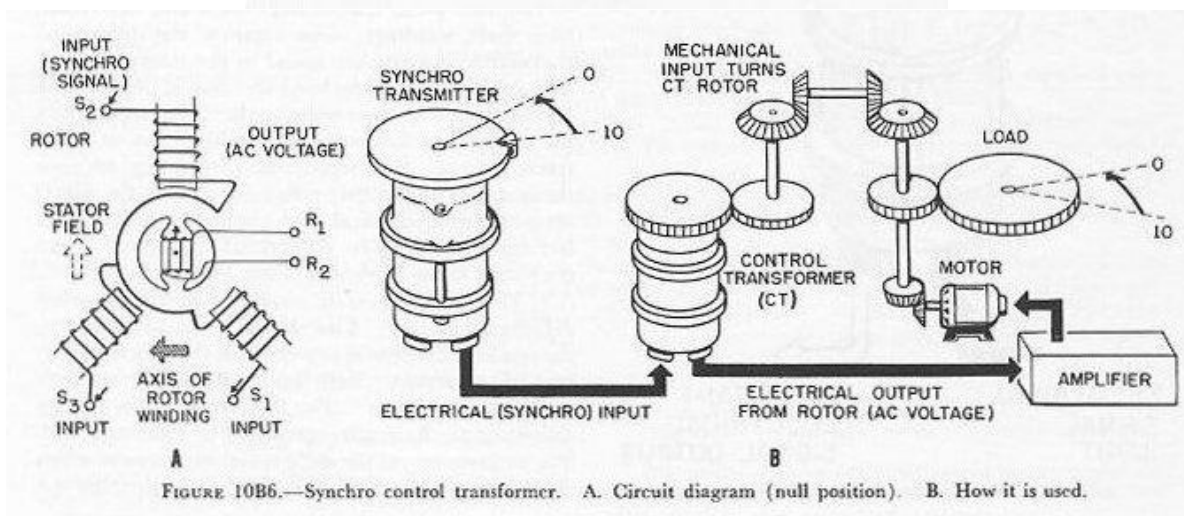 INPUT
(SYNCHRO
SIGNAL)
S2
ROTOR
OUTPUT
(AC VOLTAGE)
STATOR
FIELD
R1
R2
AXIS OF
ROTOR
WINDING
S3
INPUT
S1
INPUT
A
SYNCHRO
TRANSMITTER
0
10
ELECTRICAL (SYNCHRO) INPUT
MECHANICAL
INPUT TURNS
CT ROTOR
LOAD
0
10
CONTROL
TRANSFORMER
(CT)
MOTOR
AMPLIFIER
ELECTRICAL OUTPUT
FROM ROTOR (AC VOLTAGE)
B
FIGURE 10B6.—Synchro control transformer. A. Circuit diagram (null position). B. How it is used.